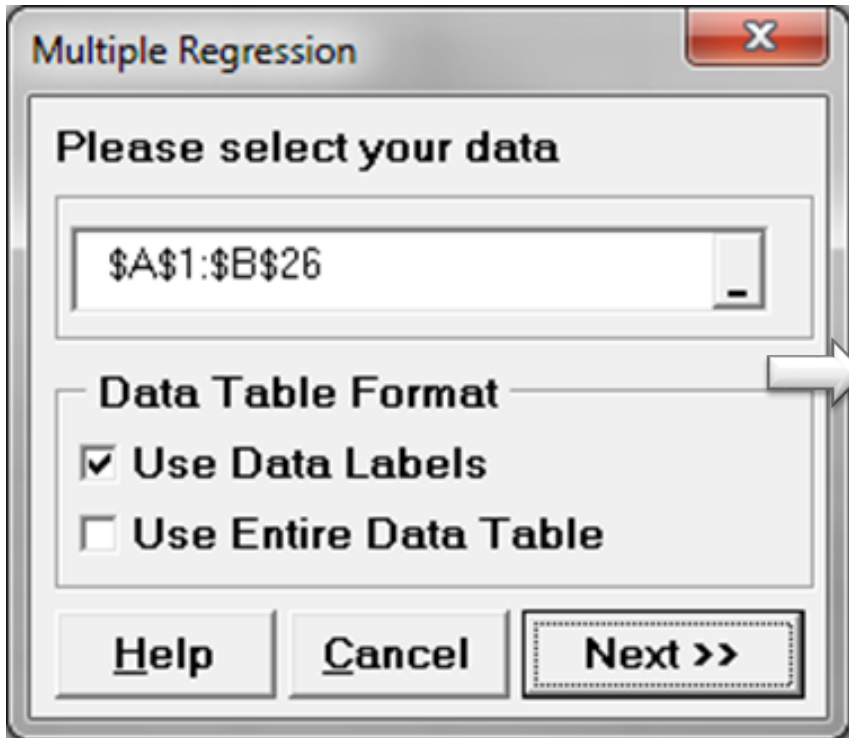 Multiple Regression
Please select your data
$A$1:$B$26
Data Table Format
Use Data Labels
Use Entire Data Table
Help Cancel Next >>